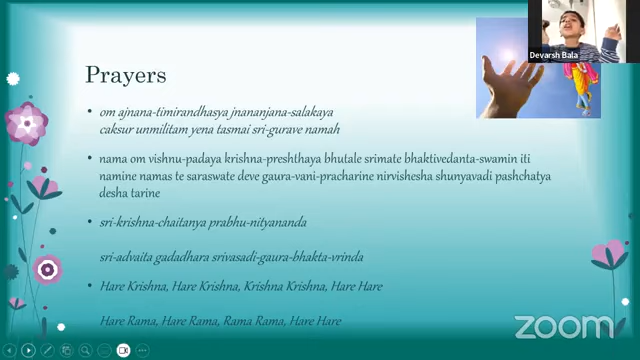 Devarsh Bala
Prayers
• om ajnana-timirandhasya jnananjana-salakaya
caksur unmilitam yena tasmai sri-gurave namah
• nama om vishnu-padaya krishna-preshthaya bhutale srimate bhaktivedanta-swamin iti
namine namas te saraswate deve gaura-vani-pracharine nirvishesha shunyavadi pashchatya
desha tarine
• sri-krishna-chaitanya prabhu-nityananda
sri-advaita gadadhara srivasadi-gaura-bhakta-vrinda
• Hare Krishna, Hare Krishna, Krishna Krishna, Hare Hare
Hare Rama, Hare Rama, Rama Rama, Hare Hare
zoom